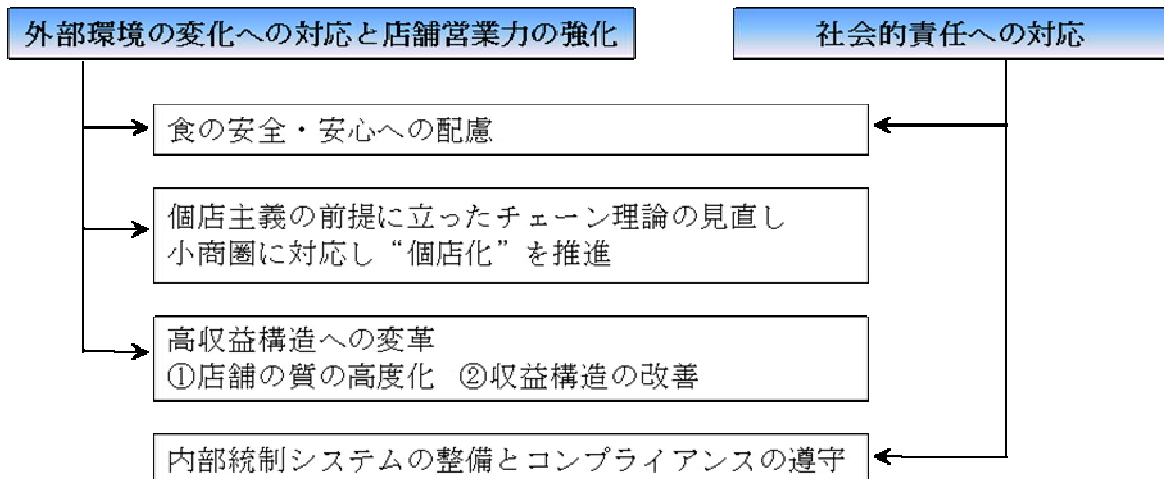 外部環境の変化への対応と店舗営業力の強化
社会的責任への対応
食の安全・安心への配慮
個店主義の前提に立ったチェーン理論の見直し
小商圏に対応し“個店化”を推進
高収益構造への変革
①店舗の質の高度化 ②収益構造の改善
内部統制システムの整備とコンプライアンスの遵守